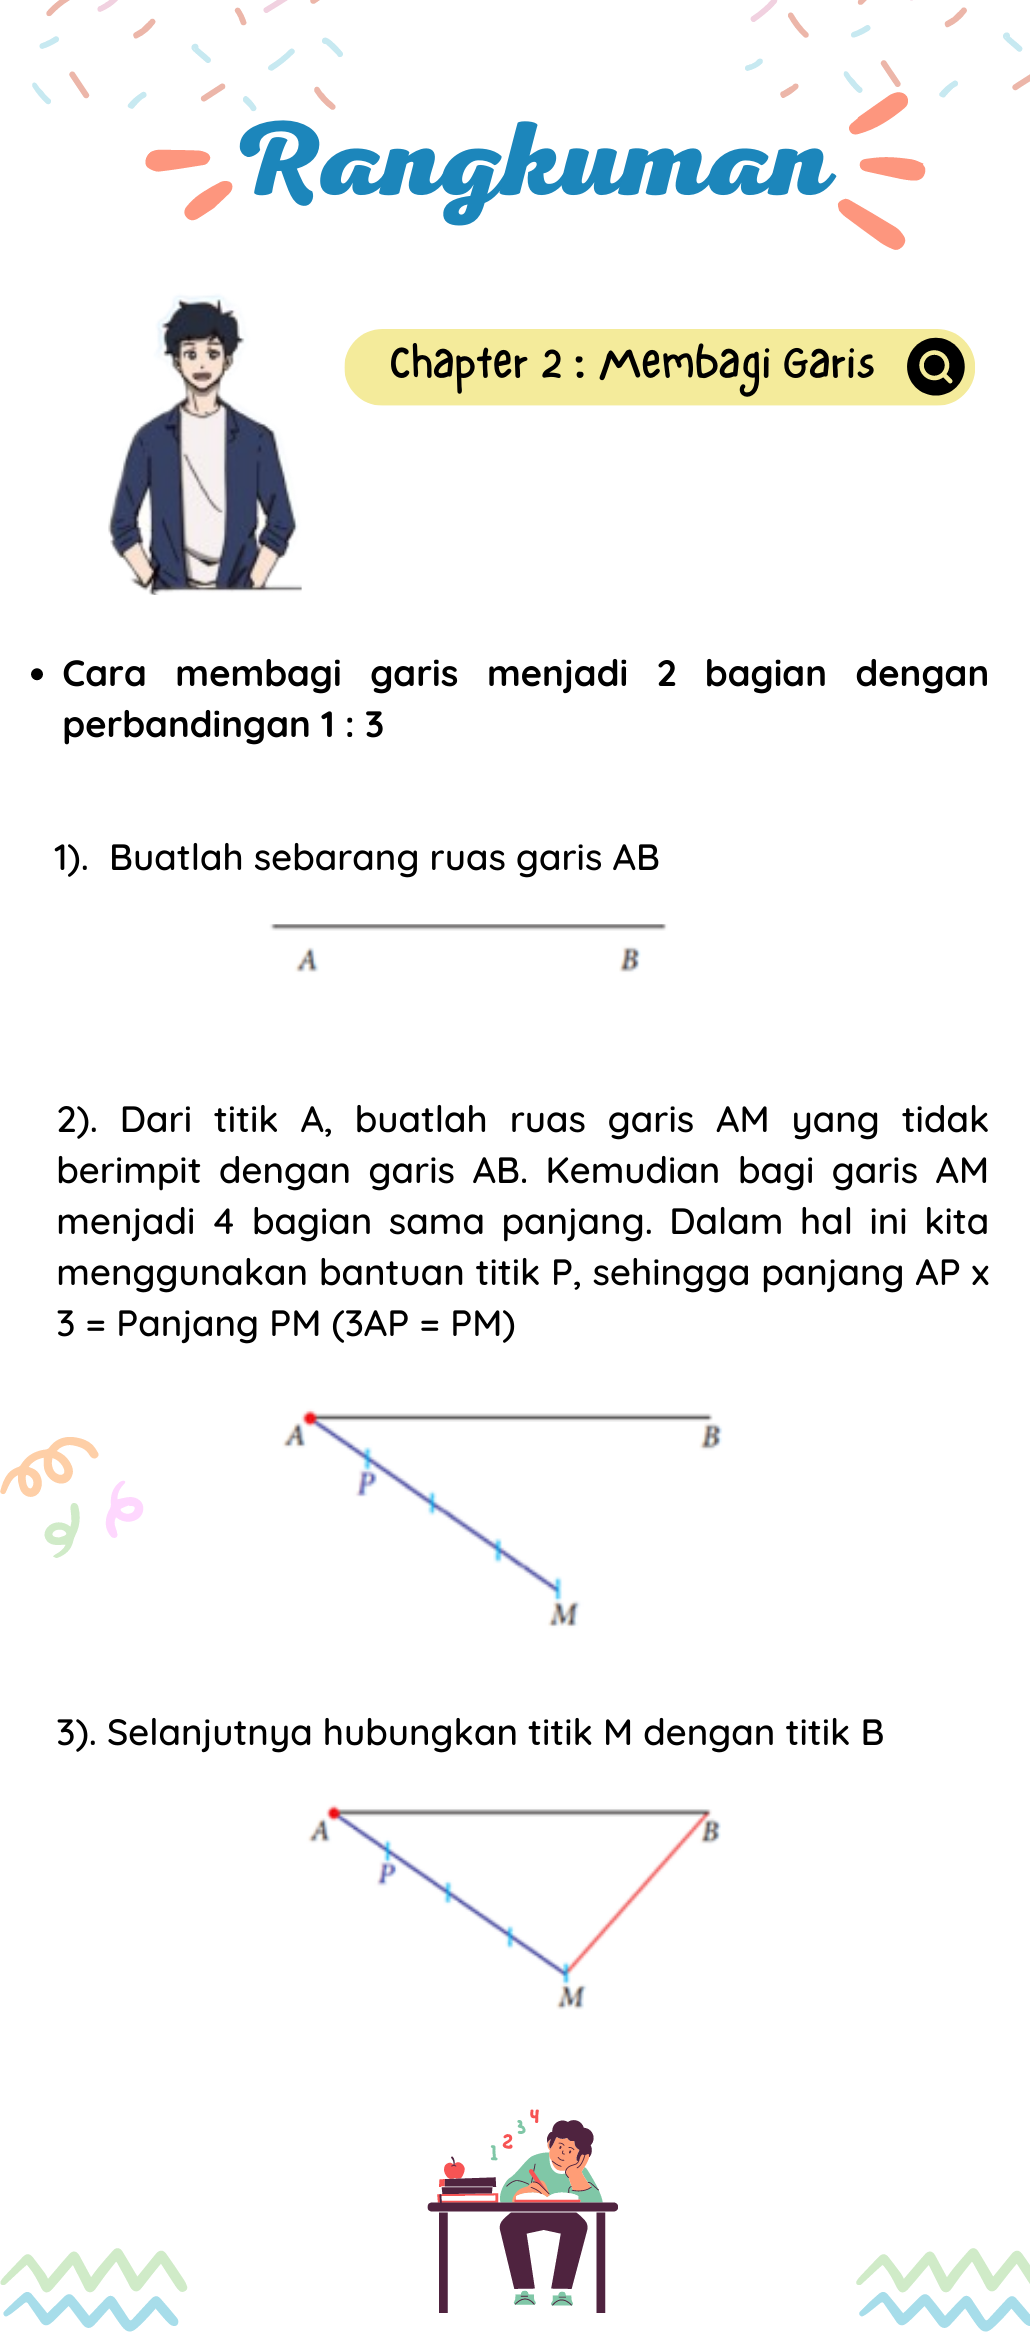 Rangkuman
Chapter 2 : Membagi Garis
• Cara membagi garis menjadi 2 bagian dengan
perbandingan 1 : 3
1). Buatlah sebarang ruas garis AB
A B
2). Dari titik A, buatlah ruas garis AM yang tidak
berimpit dengan garis AB. Kemudian bagi garis AM
menjadi 4 bagian sama panjang. Dalam hal ini kita
menggunakan bantuan titik P, sehingga panjang AP x
3 = Panjang PM (3AP = PM)
A B
P
M
3). Selanjutnya hubungkan titik M dengan titik B
A B
P
M
1 2 3 4